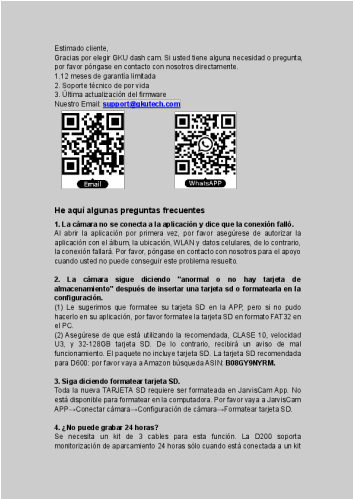 Estimado cliente,
Gracias por elegir GKU dash cam. Si usted tiene alguna necesidad o pregunta,
por favor póngase en contacto con nosotros directamente.
1.12 meses de garantía limitada
2. Soporte técnico de por vida
3. Última actualización del firmware
Nuestro Email: support@gkutech.com
Email
WhatsAPP
He aquí algunas preguntas frecuentes
1. La cámara no se conecta a la aplicación y dice que la conexión falló.
Al abrir la aplicación por primera vez, por favor asegúrese de autorizar la
aplicación con el álbum, la ubicación, WLAN y datos celulares, de lo contrario,
la conexión fallará. Por favor, póngase en contacto con nosotros para el apoyo
cuando usted no puede conseguir este problema resuelto.
2. La cámara sigue diciendo "anormal o no hay tarjeta de
almacenamiento" después de insertar una tarjeta sd o formatearla en la
configuración.
(1) Le sugerimos que formatee su tarjeta SD en la APP, pero si no pudo
hacerlo en su aplicación, por favor formatee la tarjeta SD en formato FAT32 en
el PC.
(2) Asegúrese de que está utilizando la recomendada, CLASE 10, velocidad
U3, y 32-128GB tarjeta SD. De lo contrario, recibirá un aviso de mal
funcionamiento. El paquete no incluye tarjeta SD. La tarjeta SD recomendada
para D600: por favor vaya a Amazon búsqueda ASIN: B08GY9NYRM.
3. Siga diciendo formatear tarjeta SD.
Toda la nueva TARJETA SD requiere ser formateada en JarvisCam App. No
está disponible para formatear en la computadora. Por favor vaya a JarvisCam
APP→Conectar cámara→Configuración de cámara→Formatear tarjeta SD.
4. ¿No puede grabar 24 horas?
Se necesita un kit de 3 cables para esta función. La D200 soporta
monitorización de aparcamiento 24 horas sólo cuando está conectada a un kit